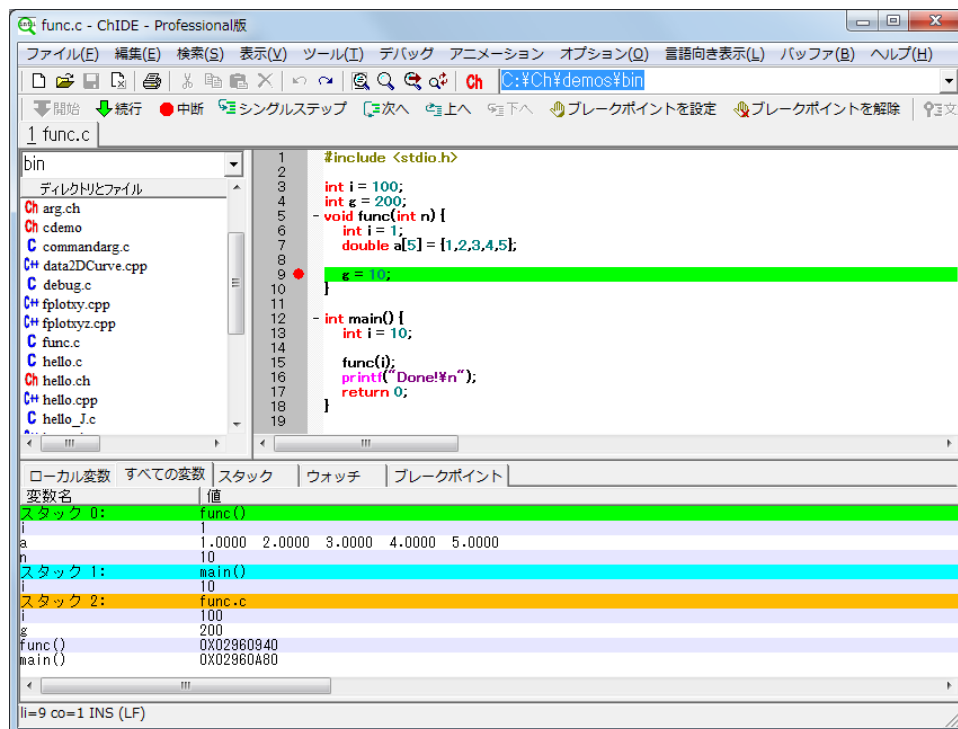 func.c - ChIDE - Professional版
ファイル(F) 編集(E) 検索(S) 表示(V) ツール(T) デバッグ アニメーション オプション(O) 言語向き表示(L) バッファ(B) ヘルプ(H)
Ch C:¥Ch¥demos¥bin
開始 続行 中断 シングルステップ 次へ 上へ 下へ ブレークポイントを設定 ブレークポイントを解除 文
1 func.c
bin
ディレクトリとファイル
Ch arg.ch
Ch cdemo
C commandarg.c
C++ data2DCurve.cpp
C debug.c
C++ fplotxy.cpp
C++ fplotxyz.cpp
C func.c
C hello.c
Ch hello.ch
C++ hello.cpp
C hello_J.c
1 #include <stdio.h>
2
3 int i = 100;
4 int g = 200;
5 - void func(int n) {
6 int i = 1;
7 double a[5] = {1,2,3,4,5};
8
9 g = 10;
10 }
11
12 - int main() {
13 int i = 10;
14
15 func(i);
16 printf("Done!¥n");
17 return 0;
18 }
19
ローカル変数 すべての変数 スタック ウォッチ ブレークポイント
変数名 値
スタック 0: func()
i 1
a 1.0000 2.0000 3.0000 4.0000 5.0000
n 10
スタック 1: main()
i 10
スタック 2: func.c
i 100
g 200
func() 0X02960940
main() 0X02960A80
li=9 co=1 INS (LF)